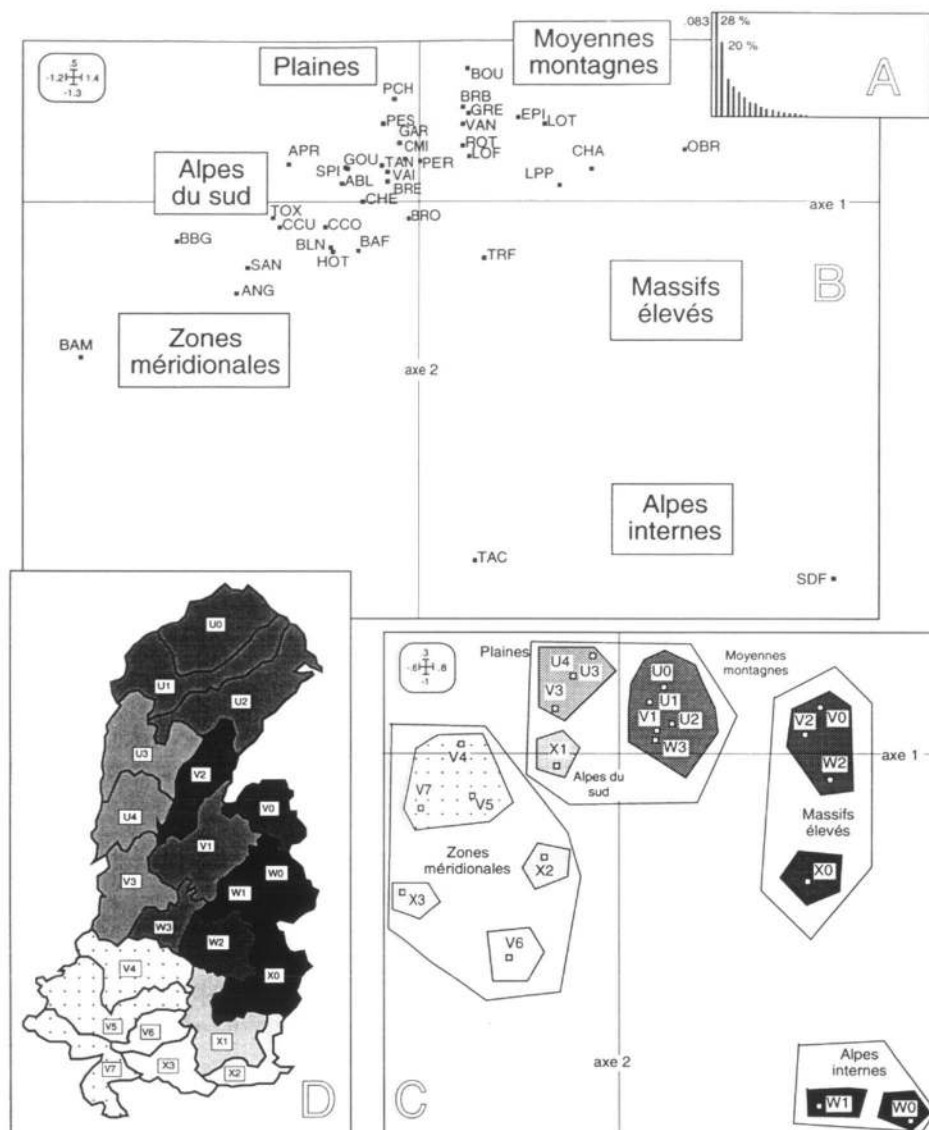 .083 28 %
20 %
A
.5
-1.2 1.4
-1.3
Plaines
Moyennes
montagnes
BOU
PCH
BRB
GRE
EPI
LOT
PES
VAN
GAR
CMI
ROT
OBR
APR
GOU
TAN
PER
LOF
CHA
SPI
VAI
LPP
ABL
BRE
Alpes
du sud
CHE
axe 1
TOX
BRO
CCU
CCO
BBG
BLN
BAF
TRF
HOT
B
SAN
ANG
Massifs
élevés
Zones
méridionales
BAM
axe 2
Alpes
internes
TAC
SDF
U0
U1
U2
U3
V2
U4
V0
V1
V3
W0
W1
W3
W2
V4
X0
V5
V6
X1
V7
X3
X2
D
.3
-.6 .8
-1
Plaines
Moyennes
montagnes
U4
U3
V3
U0
U1
V1
U2
W3
V2
V0
W2
axe 1
X1
Alpes du
sud
V4
V7
V5
Massifs
élevés
Zones
méridionales
X2
X0
X3
V6
axe 2
Alpes
internes
C
W1
W0